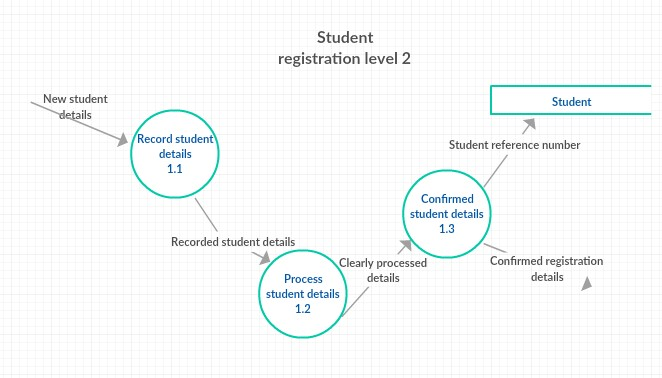 Student
registration level 2
New student
details
Record student
details
1.1
Student
Student reference number
Confirmed
student details
1.3
Recorded student details
Clearly processed
details
Confirmed registration
details
Process
student details
1.2